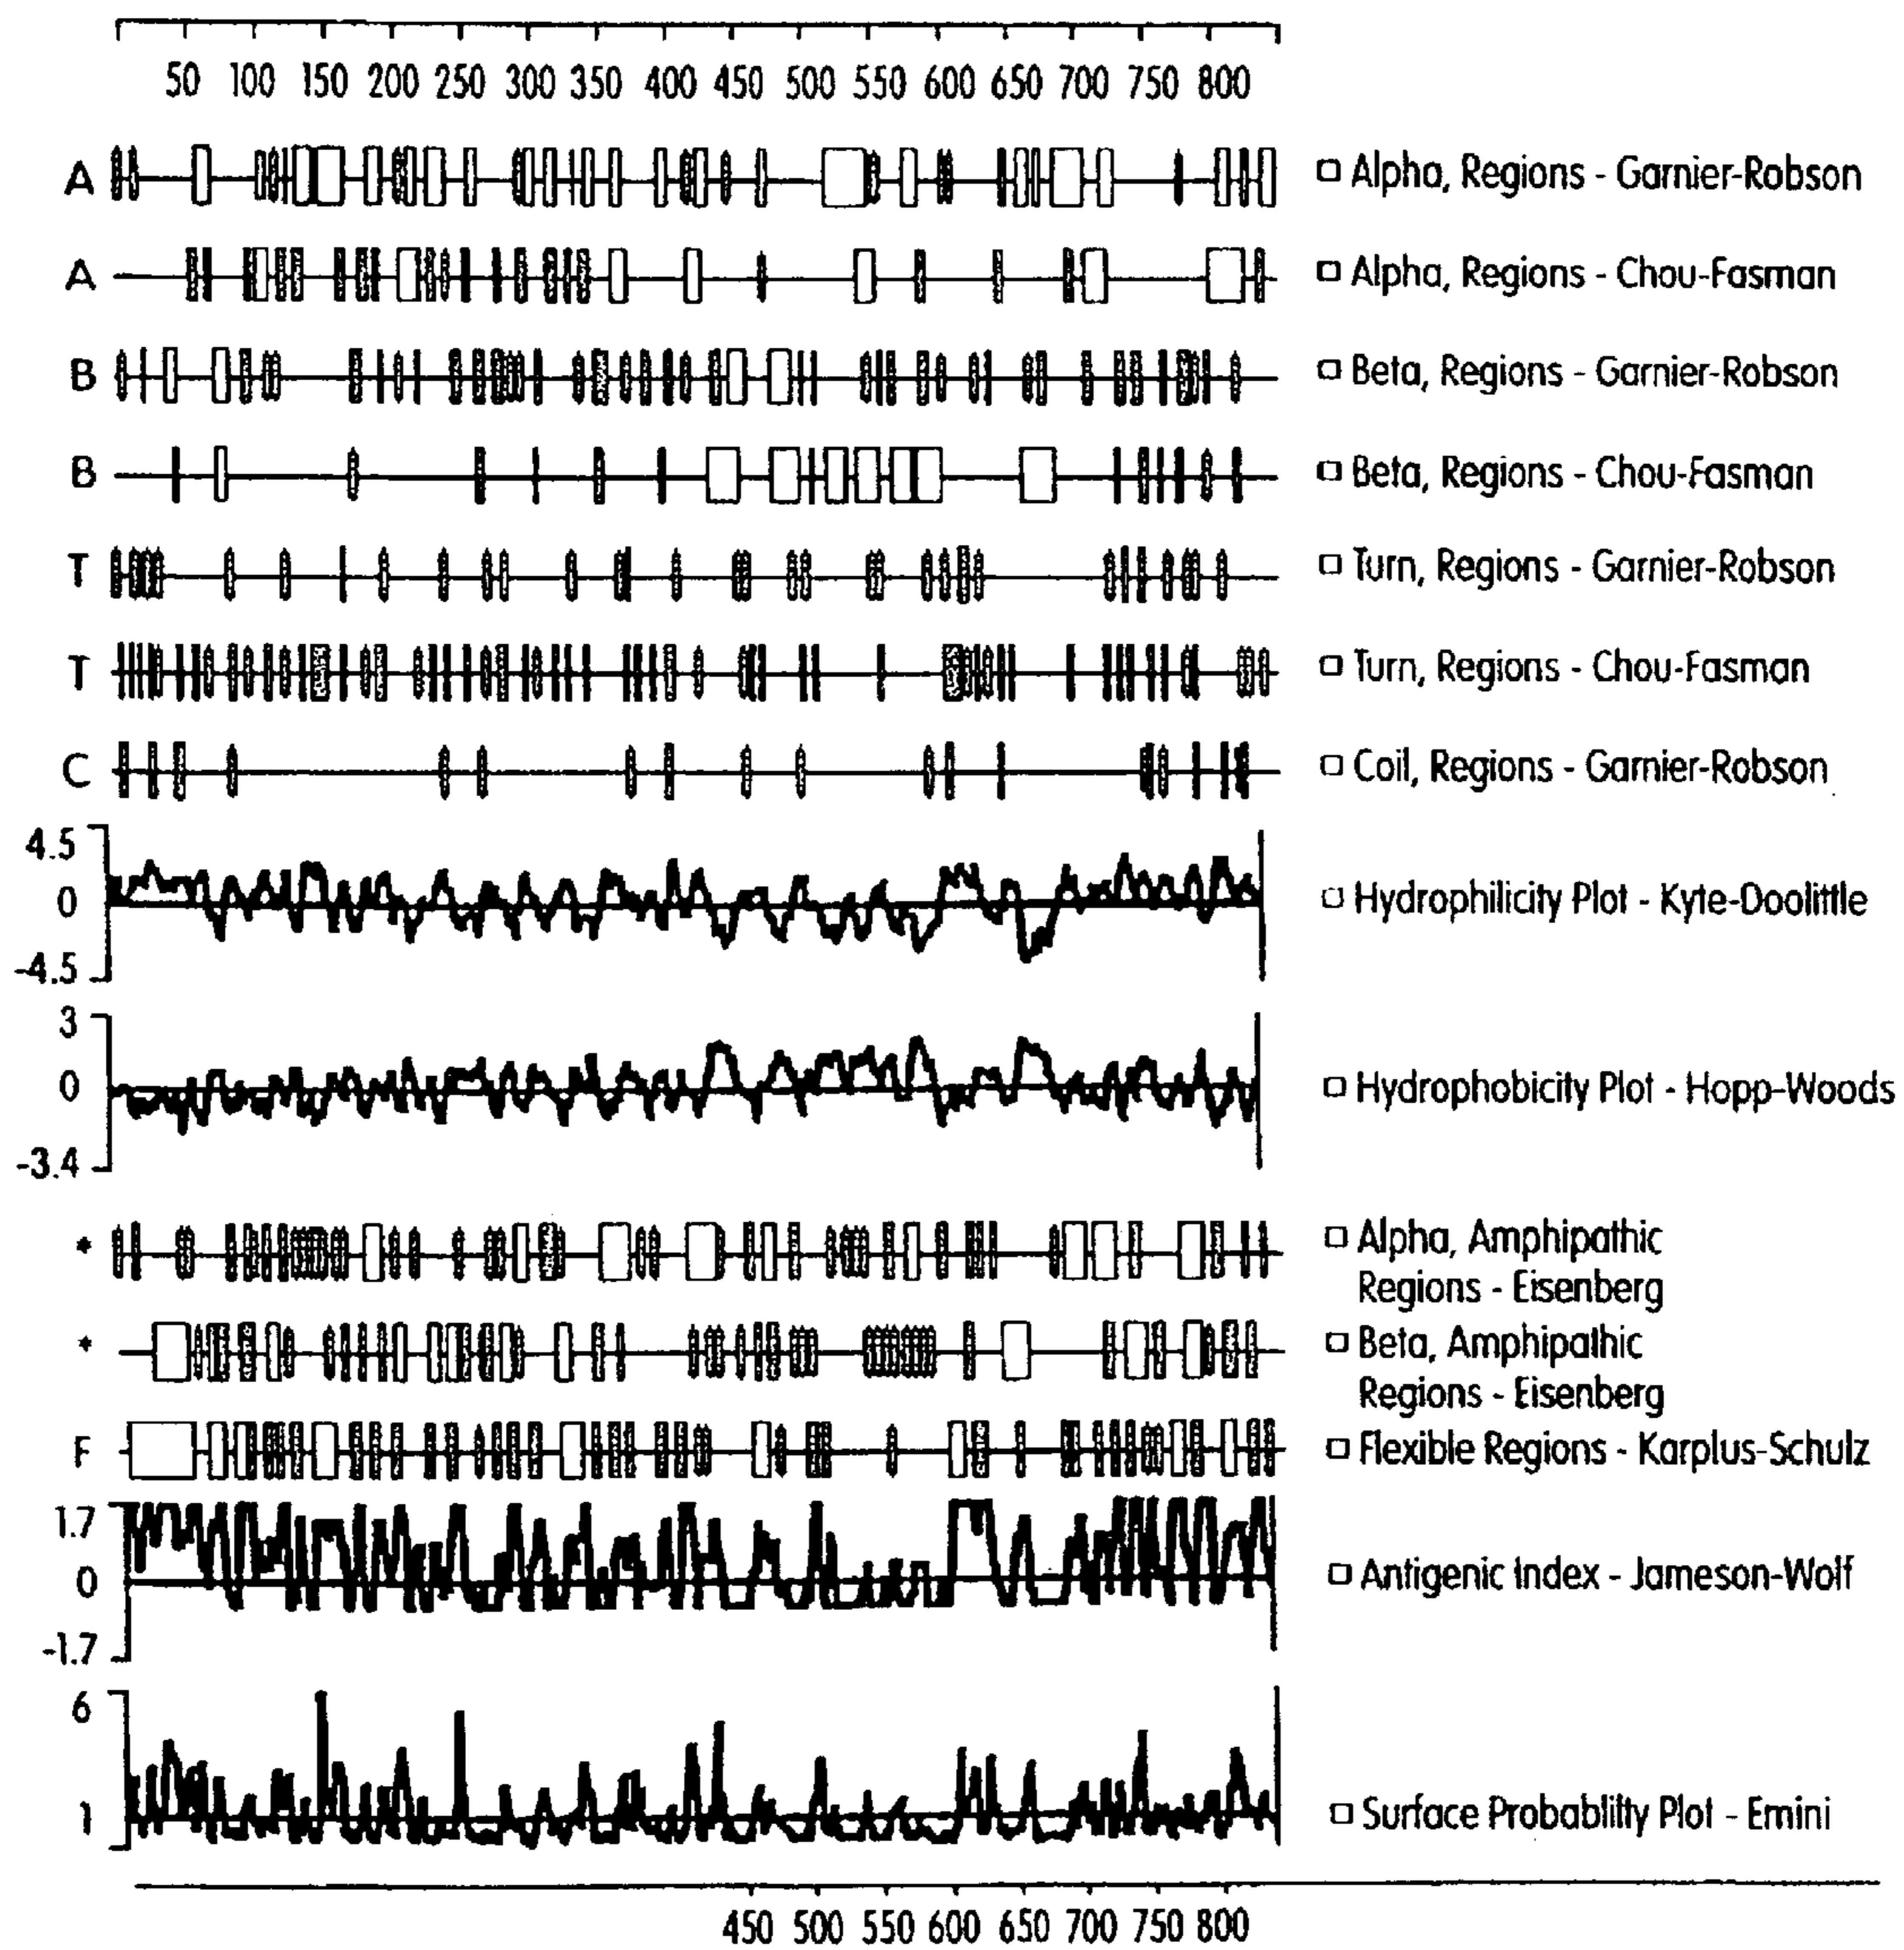 50 100 150 200 250 300 350 400 450 500 550 600 650 700 750 800
A Alpha, Regions - Garnier-Robson
A Alpha, Regions - Chou-Fasman
B Beta, Regions - Garnier-Robson
B Beta, Regions - Chou-Fasman
T Turn, Regions - Garnier-Robson
T Turn, Regions - Chou-Fasman
C Coil, Regions - Garnier-Robson
4.5
0 Hydrophilicity Plot - Kyte-Doolittle
-4.5
3
0 Hydrophobicity Plot - Hopp-Woods
-3.4
* Alpha, Amphipathic
Regions - Eisenberg
* Beta, Amphipathic
Regions - Eisenberg
F Flexible Regions - Karplus-Schulz
1.7
0 Antigenic Index - Jameson-Wolf
-1.7
6
1 Surface Probability Plot - Emini
450 500 550 600 650 700 750 800